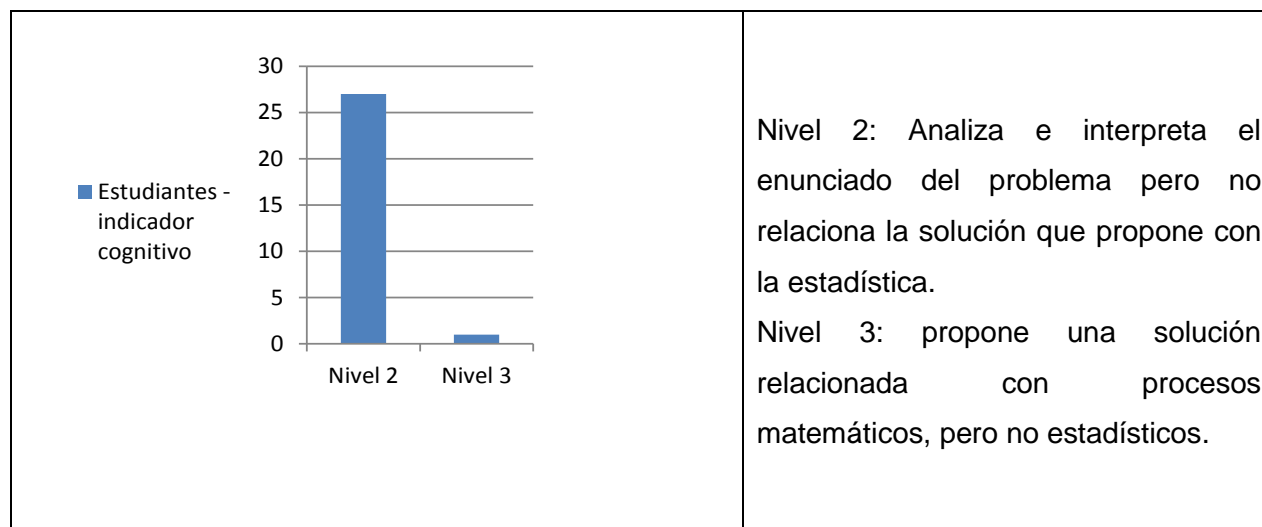 30
25
20
15
10
5
0
Estudiantes -
indicador
cognitivo
Nivel 2 Nivel 3
Nivel 2: Analiza e interpreta el
enunciado del problema pero no
relaciona la solución que propone con
la estadística.
Nivel 3: propone una solución
relacionada con procesos
matemáticos, pero no estadísticos.